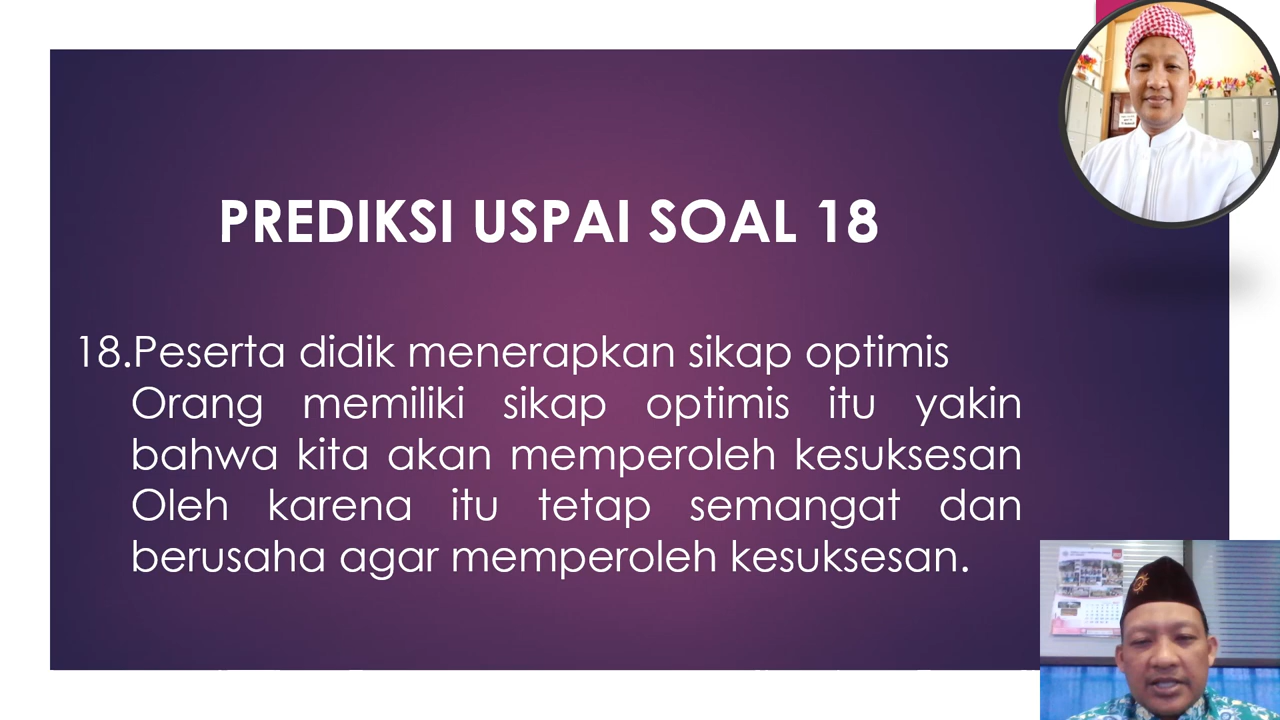 PREDIKSI USPAI SOAL 18
18.Peserta didik menerapkan sikap optimis
Orang memiliki sikap optimis itu yakin
bahwa kita akan memperoleh kesuksesan
Oleh karena itu tetap semangat dan
berusaha agar memperoleh kesuksesan.